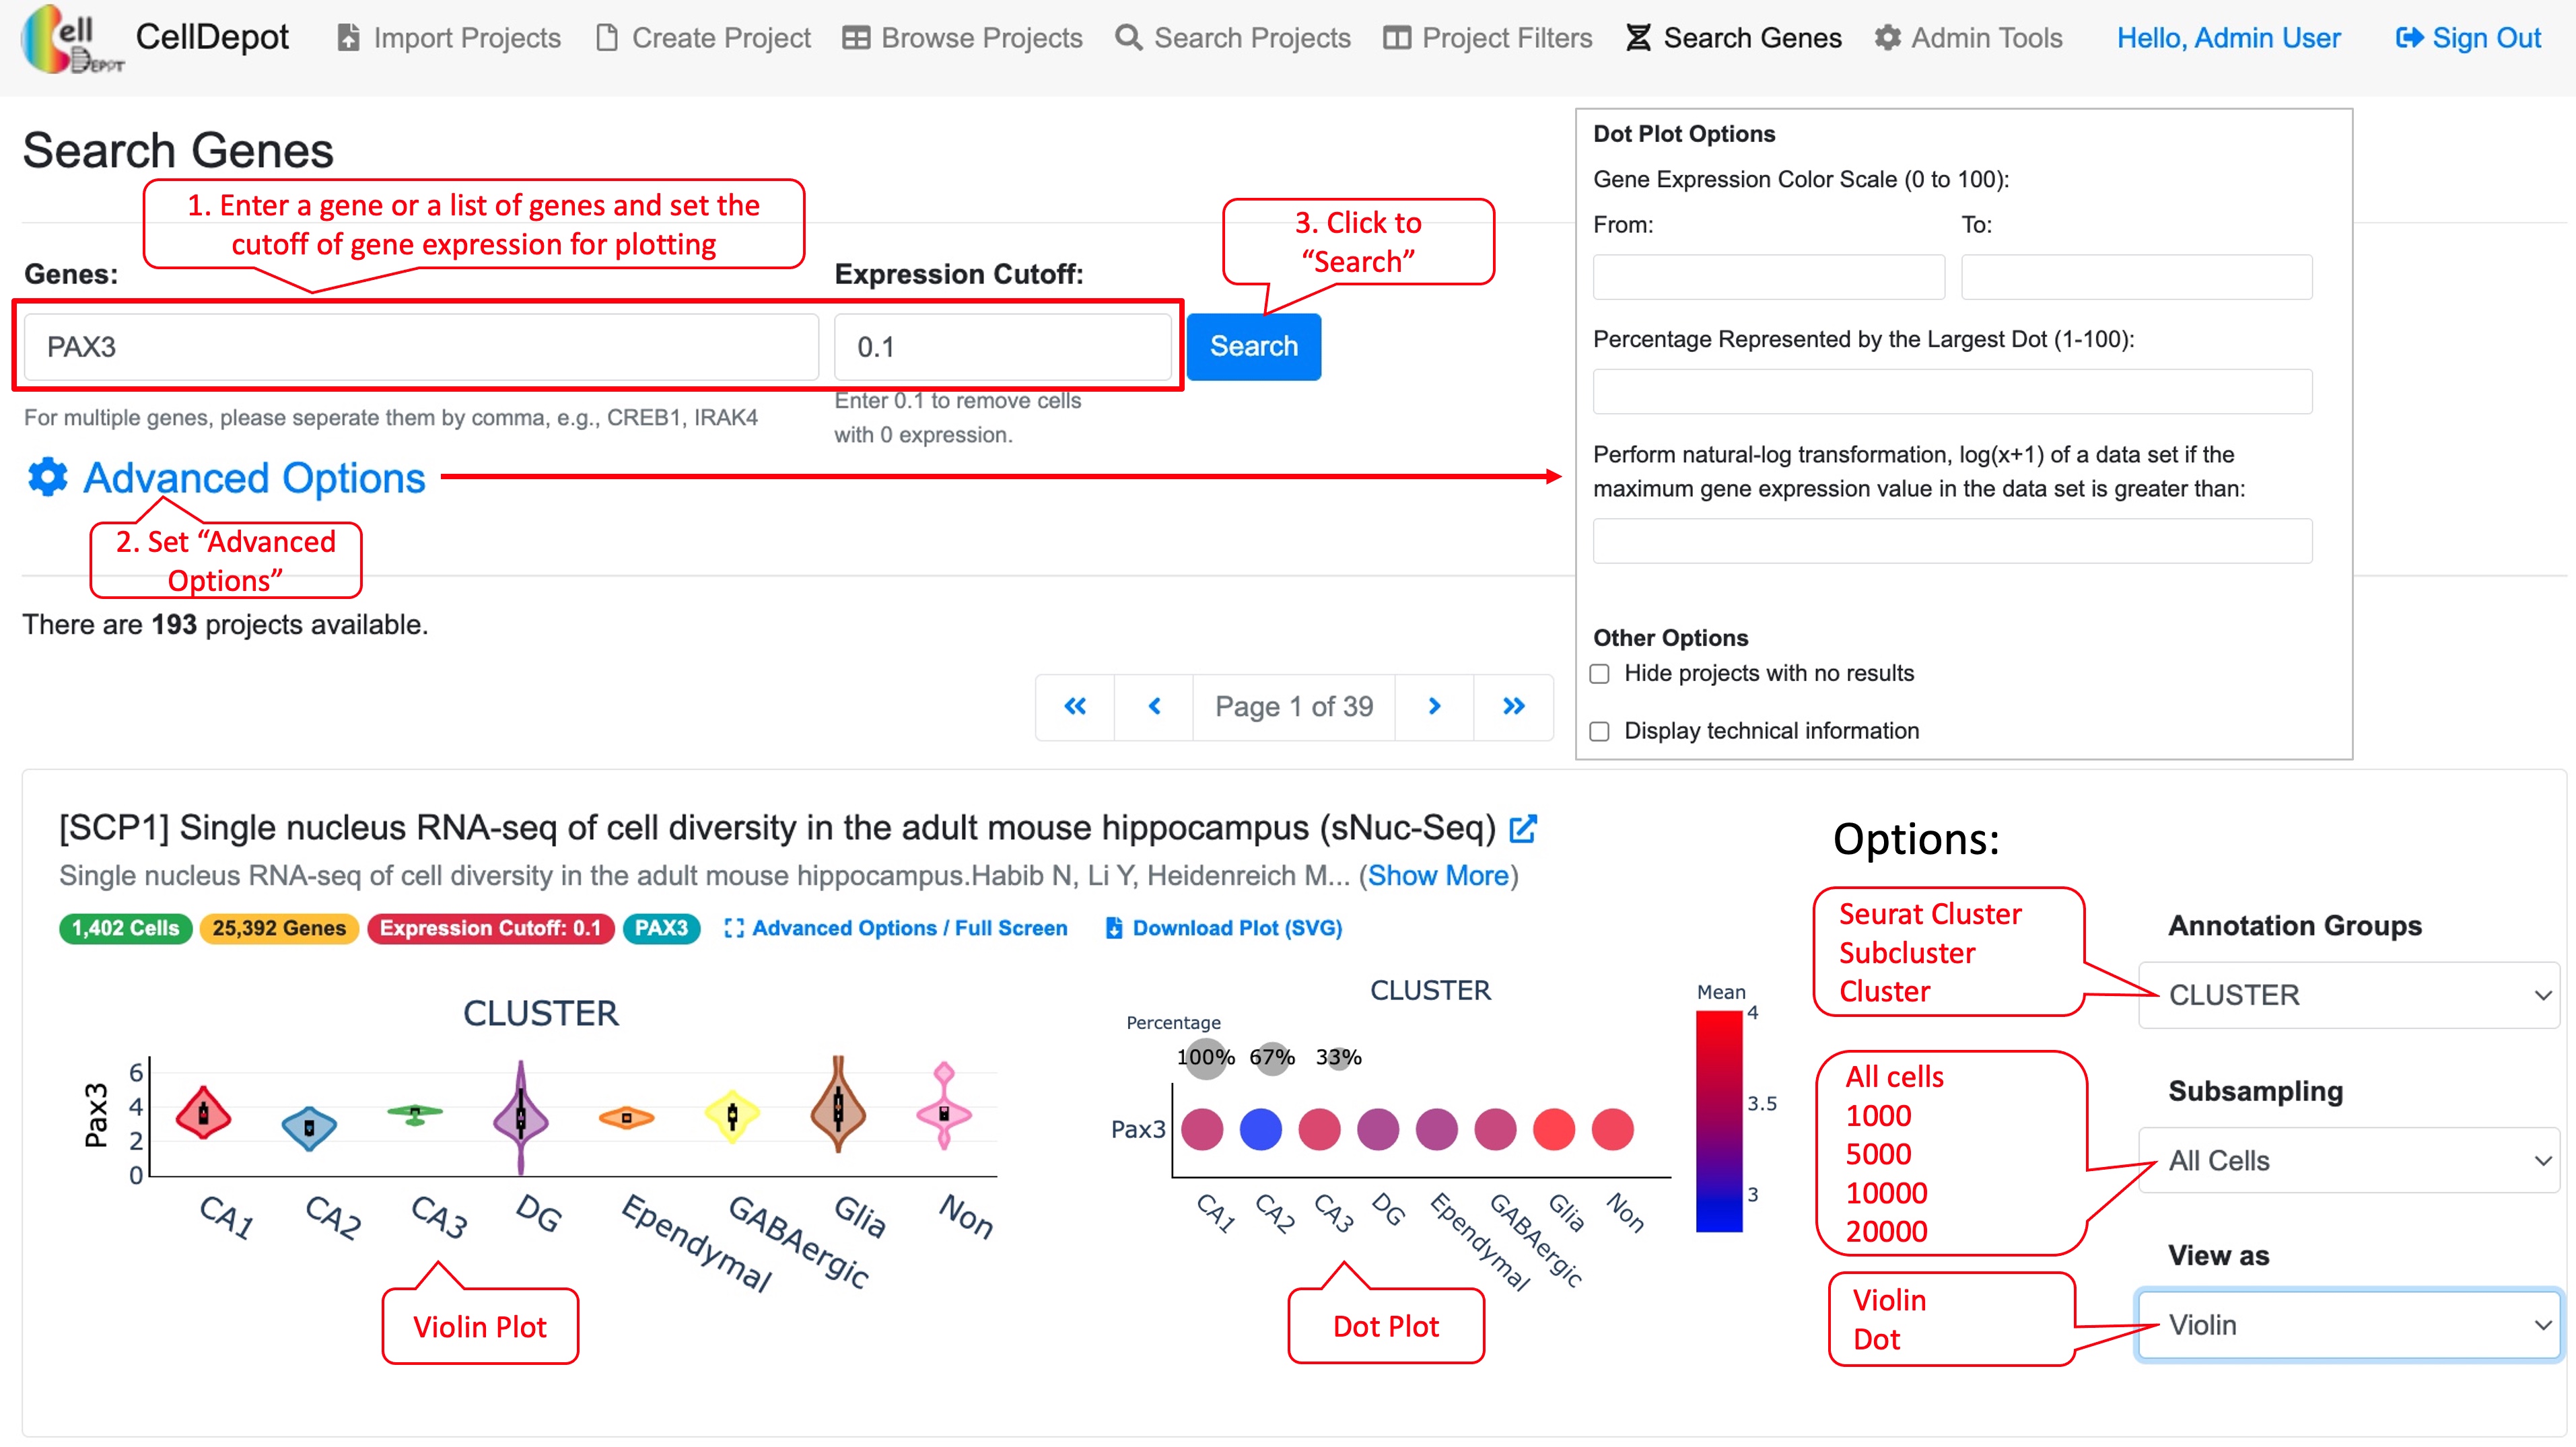 Cell Depot
CellDepot
Import Projects
Create Project
Browse Projects
Search Projects
Project Filters
Search Genes
Admin Tools
Hello, Admin User
Sign Out
Search Genes
1. Enter a gene or a list of genes and set the
cutoff of gene expression for plotting
3. Click to
“Search”
Genes:
Expression Cutoff:
PAX3
0.1
Search
For multiple genes, please seperate them by comma, e.g., CREB1, IRAK4
Enter 0.1 to remove cells
with 0 expression.
Advanced Options
2. Set “Advanced
Options”
Dot Plot Options
Gene Expression Color Scale (0 to 100):
From:
To:
Percentage Represented by the Largest Dot (1-100):
Perform natural-log transformation, log(x+1) of a data set if the
maximum gene expression value in the data set is greater than:
Other Options
Hide projects with no results
Display technical information
There are 193 projects available.
«
‹
Page 1 of 39
›
»
[SCP1] Single nucleus RNA-seq of cell diversity in the adult mouse hippocampus (sNuc-Seq)
Single nucleus RNA-seq of cell diversity in the adult mouse hippocampus.Habib N, Li Y, Heidenreich M... (Show More)
1,402 Cells
25,392 Genes
Expression Cutoff: 0.1
PAX3
Advanced Options / Full Screen
Download Plot (SVG)
CLUSTER
Pax3
6
4
2
0
CA1
CA2
CA3
DG
Ependymal
GABAergic
Glia
Non
Violin Plot
CLUSTER
Percentage
100%
67%
33%
Pax3
CA1
CA2
CA3
DG
Ependymal
GABAergic
Glia
Non
Mean
4
3.5
3
Dot Plot
Options:
Seurat Cluster
Subcluster
Cluster
Annotation Groups
CLUSTER
All cells
1000
5000
10000
20000
Subsampling
All Cells
Violin
Dot
View as
Violin